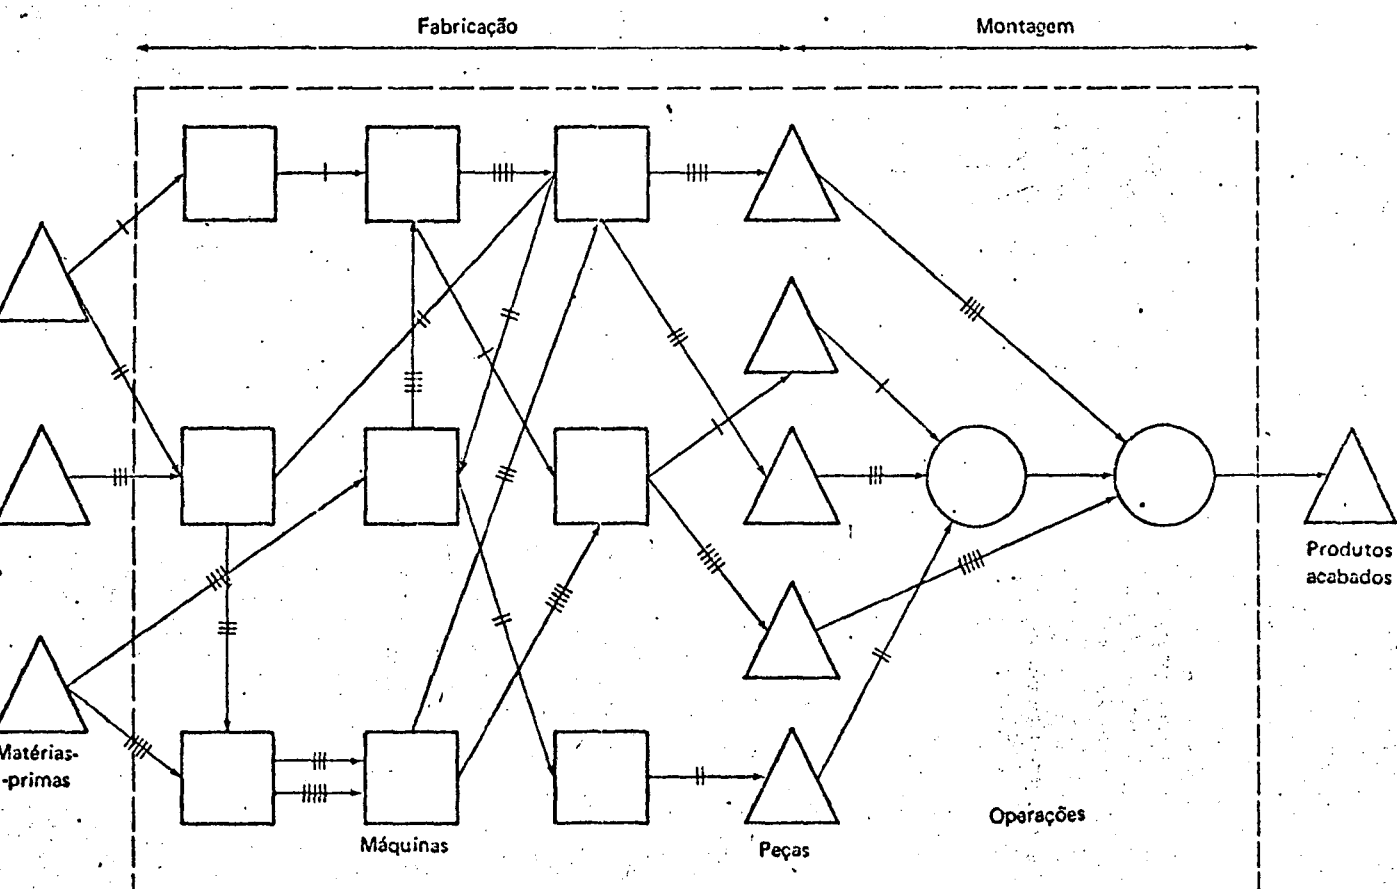 Fabricação
Montagem
Produtos
acabados
Matérias-
-primas
Operações
Máquinas
Peças